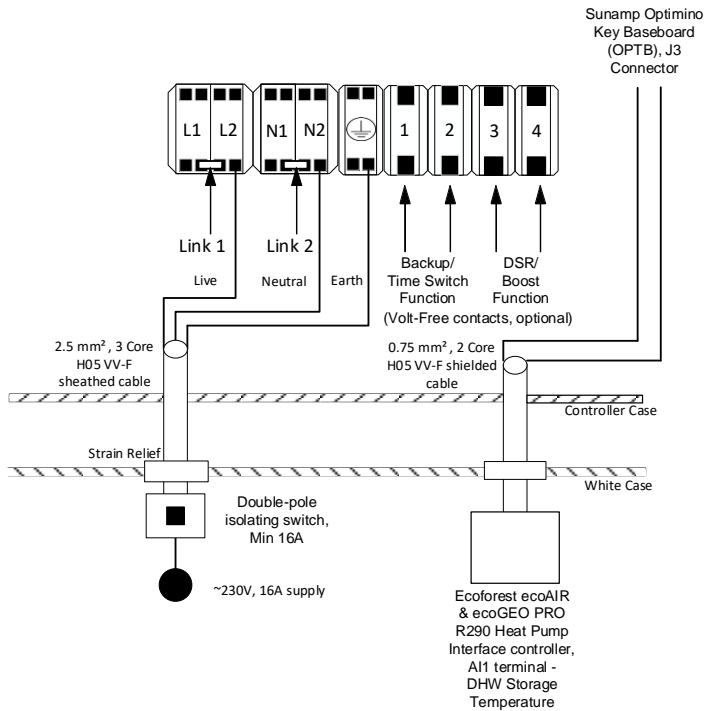 Sunamp Optimino
Key Baseboard
(OPTB), J3
Connector
L1 L2 N1 N2 1 2 3 4
Link 1
Link 2
Live
Neutral
Earth
Backup/
Time Switch
Function
DSR/
Boost
Function
(Volt-Free contacts, optional)
2.5 mm², 3 Core
H05 VV-F
sheathed cable
0.75 mm², 2 Core
H05 VV-F shielded
cable
Controller Case
Strain Relief
White Case
Double-pole
isolating switch,
Min 16A
~230V, 16A supply
Ecoforest ecoAIR
& ecoGEO PRO
R290 Heat Pump
Interface controller,
AI1 terminal -
DHW Storage
Temperature